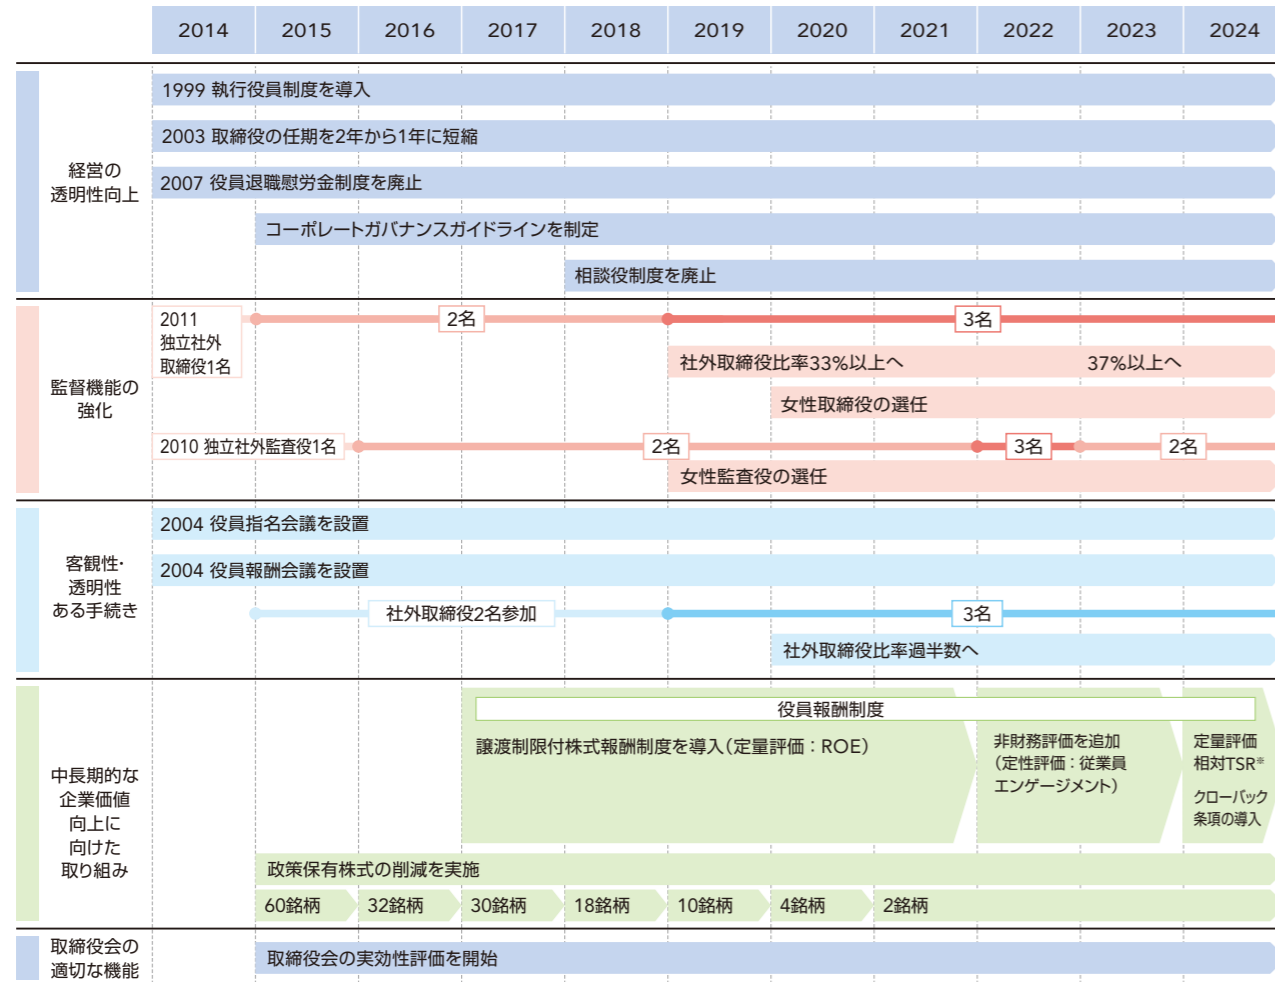 2014 2015 2016 2017 2018 2019 2020 2021 2022 2023 2024
経営の
透明性向上
1999 執行役員制度を導入
2003 取締役の任期を2年から1年に短縮
2007 役員退職慰労金制度を廃止
コーポレートガバナンスガイドラインを制定
相談役制度を廃止
監督機能の
強化
2011
独立社外
取締役1名
2名
3名
社外取締役比率33%以上へ
37%以上へ
女性取締役の選任
2010 独立社外監査役1名
2名
3名
2名
女性監査役の選任
客観性・
透明性
ある手続き
2004 役員指名会議を設置
2004 役員報酬会議を設置
社外取締役2名参加
3名
社外取締役比率過半数へ
中長期的な
企業価値
向上に
向けた
取り組み
役員報酬制度
譲渡制限付株式報酬制度を導入(定量評価：ROE)
非財務評価を追加
(定性評価：従業員
エンゲージメント)
定量評価
相対TSR※
クローバック
条項の導入
政策保有株式の削減を実施
60銘柄 32銘柄 30銘柄 18銘柄 10銘柄 4銘柄 2銘柄
取締役会の
適切な機能
取締役会の実効性評価を開始